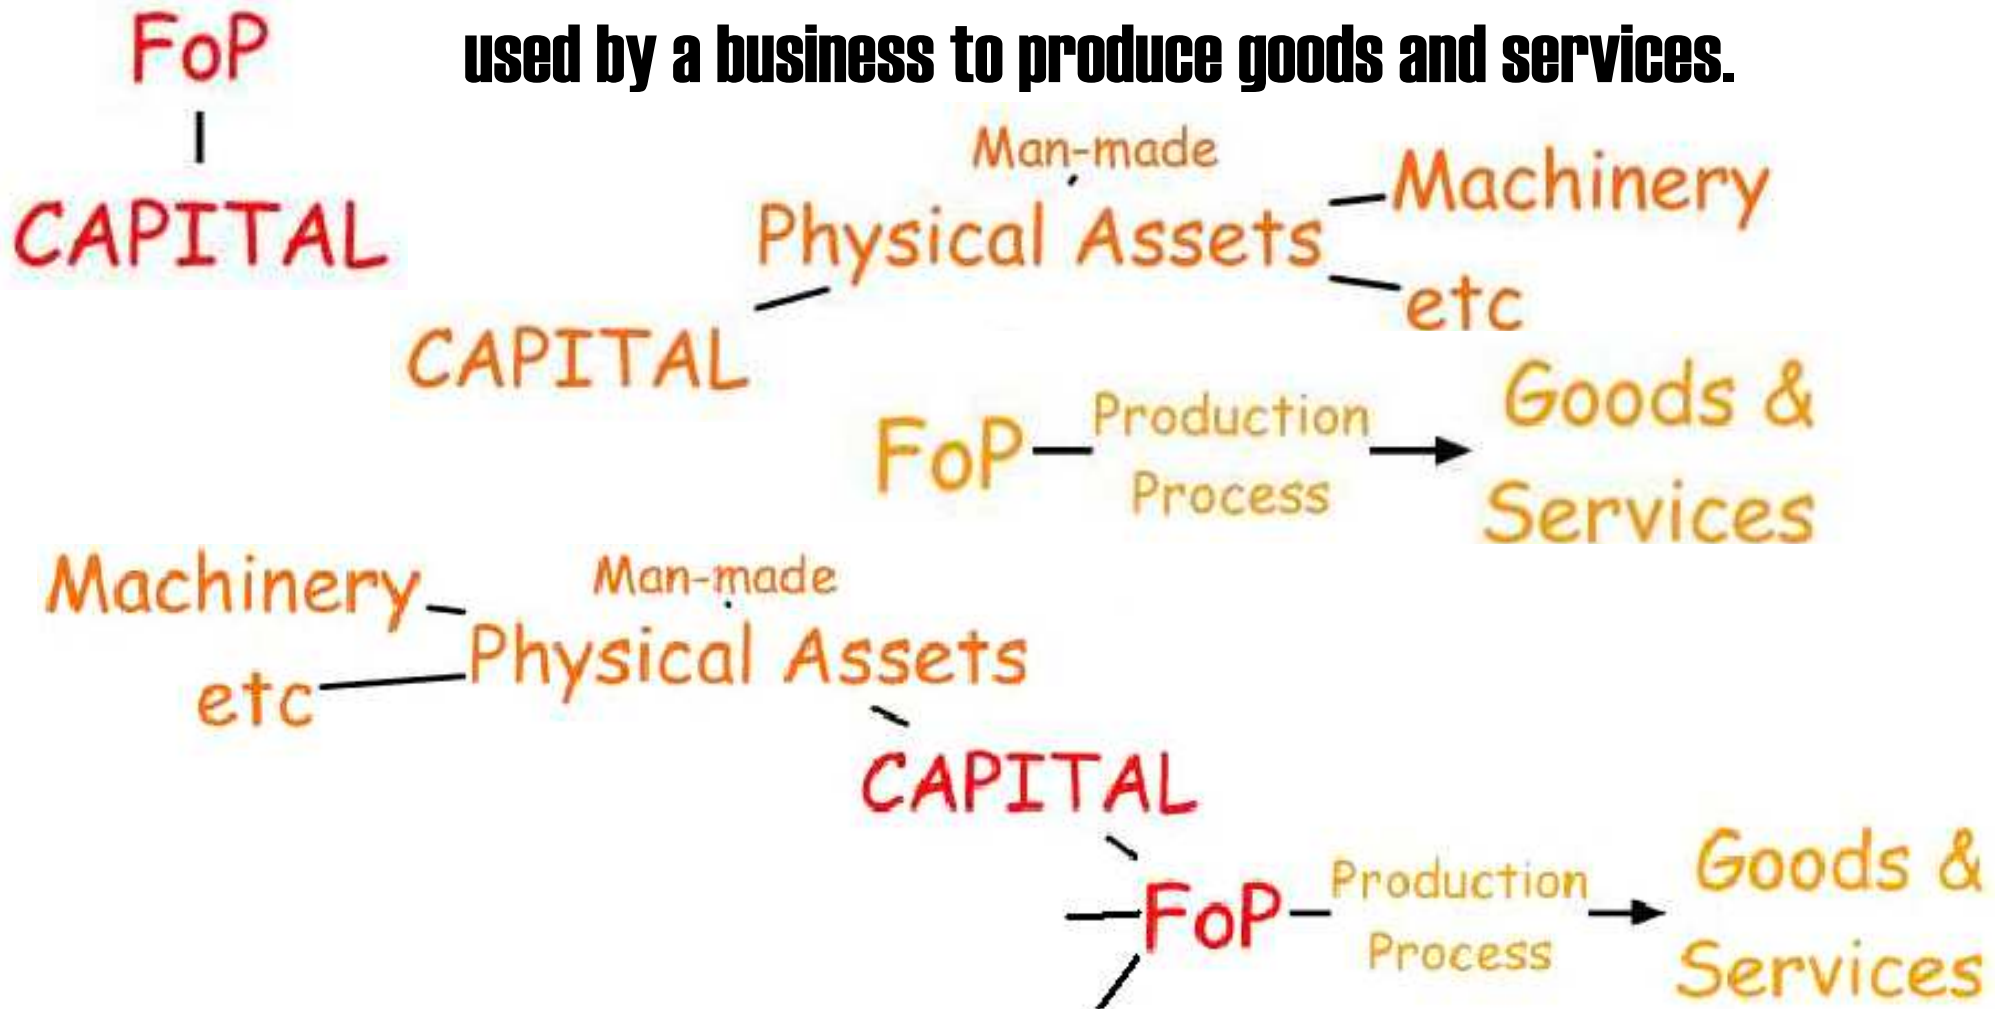 FoP
used by a business to produce goods and services.
CAPITAL
Man-made
Physical Assets
Machinery
etc
CAPITAL
FoP
Production
Process
Goods &
Services
Machinery
etc
Man-made
Physical Assets
CAPITAL
FoP
Production
Process
Goods &
Services